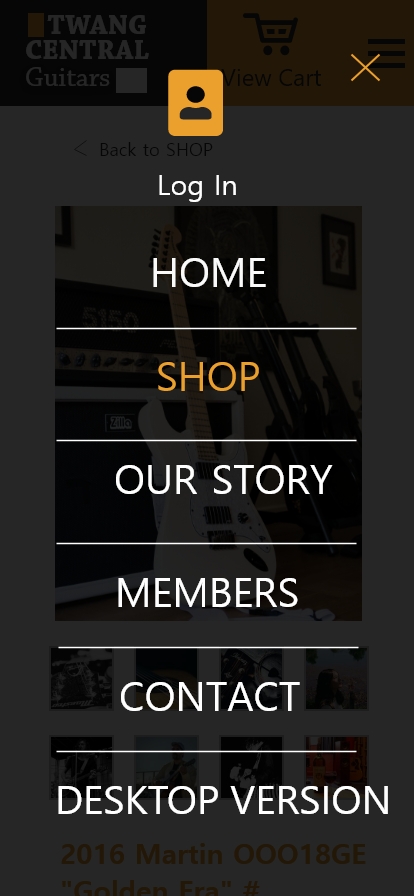 TWANG
CENTRAL
Guitars
View Cart
< Back to SHOP
Log In
HOME
5150
Zilla
SHOP
OUR STORY
MEMBERS
CONTACT
DESKTOP VERSION
2016 Martin OOO18GE
"Golden Era" #